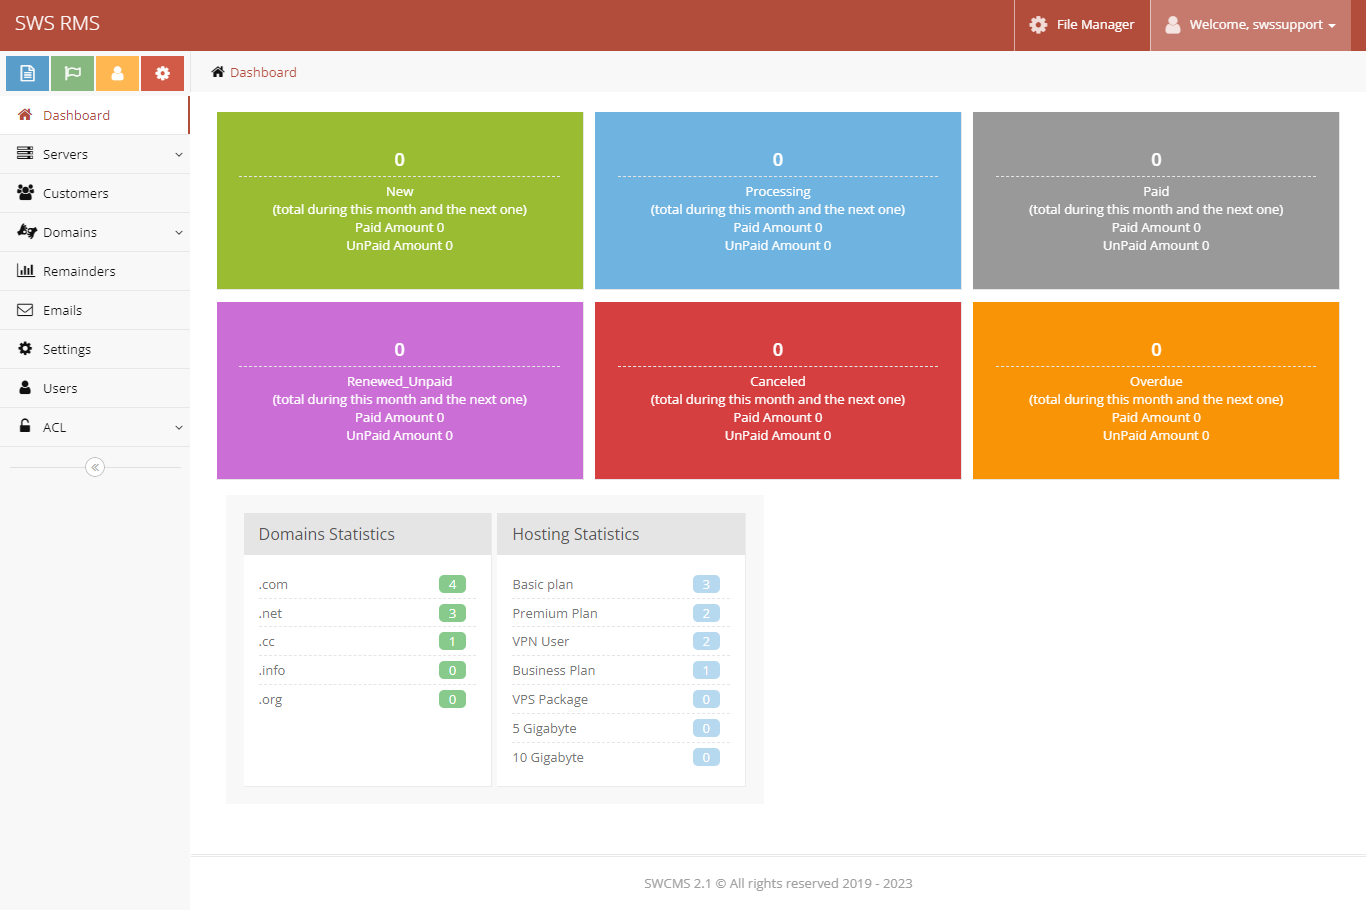 SWS RMS
File Manager
Welcome, swssupport
Dashboard
Dashboard
Servers
Customers
Domains
Remainders
Emails
Settings
Users
ACL
0
New
(total during this month and the next one)
Paid Amount 0
UnPaid Amount 0
0
Processing
(total during this month and the next one)
Paid Amount 0
UnPaid Amount 0
0
Paid
(total during this month and the next one)
Paid Amount 0
UnPaid Amount 0
0
Renewed_Unpaid
(total during this month and the next one)
Paid Amount 0
UnPaid Amount 0
0
Canceled
(total during this month and the next one)
Paid Amount 0
UnPaid Amount 0
0
Overdue
(total during this month and the next one)
Paid Amount 0
UnPaid Amount 0
Domains Statistics
.com 4
.net 3
.cc 1
.info 0
.org 0
Hosting Statistics
Basic plan 3
Premium Plan 2
VPN User 2
Business Plan 1
VPS Package 0
5 Gigabyte 0
10 Gigabyte 0
SWCMS 2.1 © All rights reserved 2019 - 2023